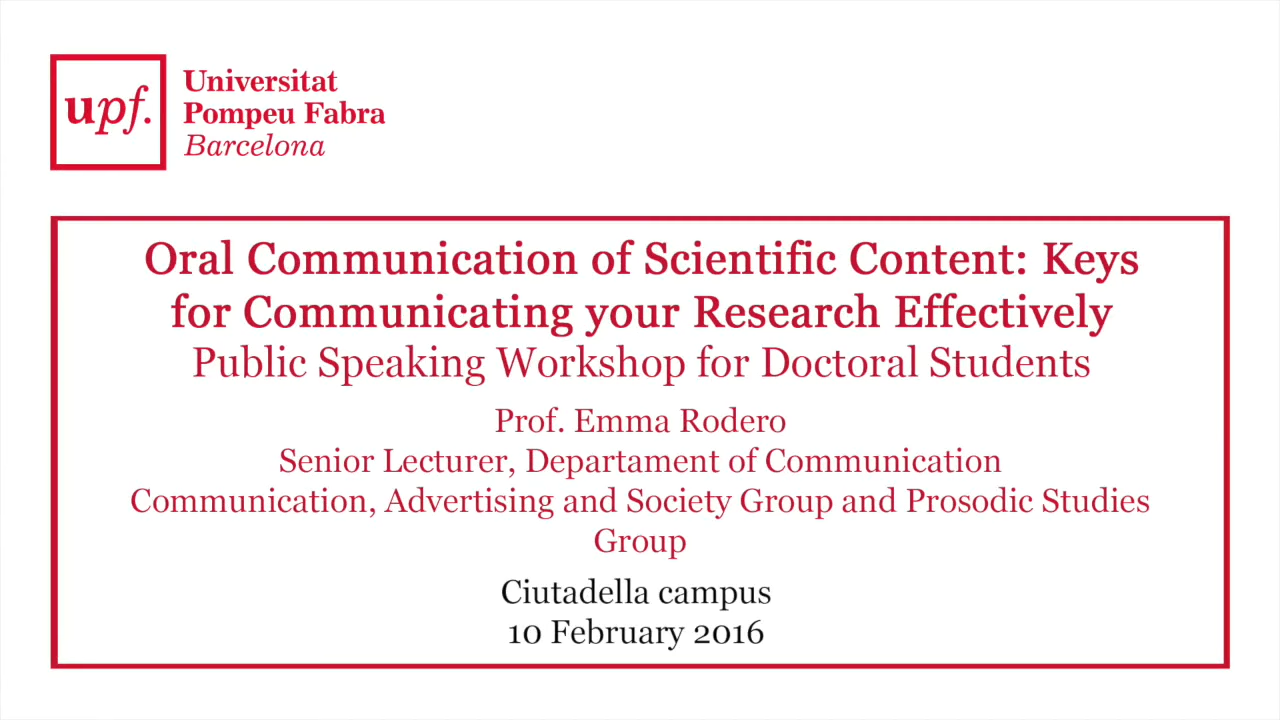 upf.
Universitat
Pompeu Fabra
Barcelona
Oral Communication of Scientific Content: Keys
for Communicating your Research Effectively
Public Speaking Workshop for Doctoral Students
Prof. Emma Rodero
Senior Lecturer, Departament of Communication
Communication, Advertising and Society Group and Prosodic Studies
Group
Ciutadella campus
10 February 2016